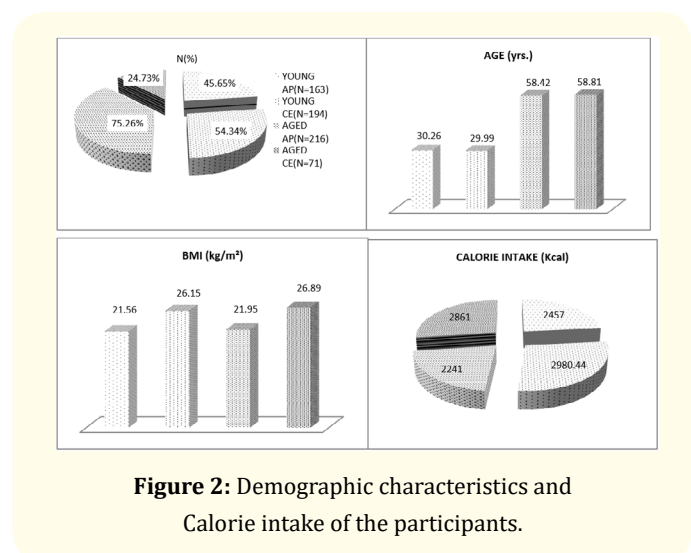 N(%)
24.73%
45.65%
75.26%
54.34%
YOUNG
AP(N=163)
YOUNG
CE(N=194)
AGED
AP(N=216)
AGED
CE(N=71)
AGE (yrs.)
30.26
29.99
58.42
58.81
BMI (kg/m²)
21.56
26.15
21.95
26.89
CALORIE INTAKE (Kcal)
2861
2457
2241
2980.44
Figure 2: Demographic characteristics and
Calorie intake of the participants.